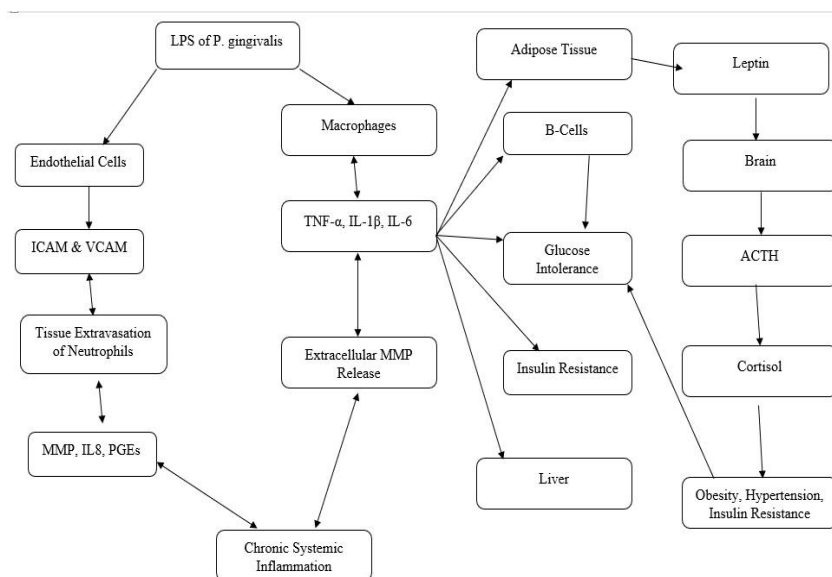 LPS of P. gingivalis
Adipose Tissue
Leptin
Macrophages
B-Cells
Endothelial Cells
Brain
TNF-α, IL-1β, IL-6
ICAM & VCAM
Glucose
Intolerance
ACTH
Tissue Extravasation
of Neutrophils
Extracellular MMP
Release
Insulin Resistance
Cortisol
MMP, IL8, PGEs
Liver
Obesity, Hypertension,
Insulin Resistance
Chronic Systemic
Inflammation